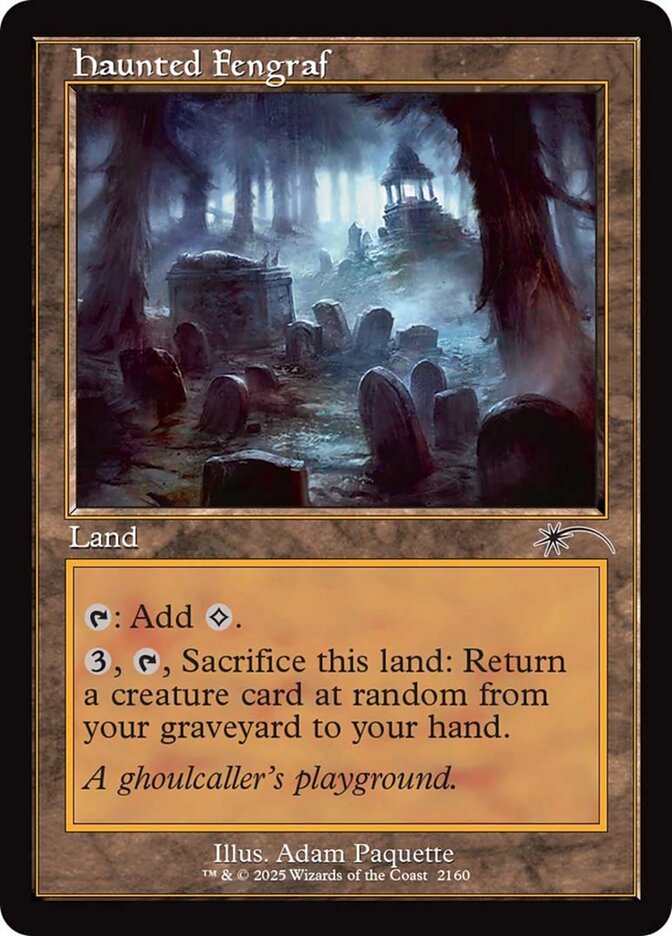 Haunted Fengraf
Land
: Add .
3, , Sacrifice this land: Return
a creature card at random from
your graveyard to your hand.
A ghoulcaller's playground.
Illus. Adam Paquette
™ & © 2025 Wizards of the Coast 2160